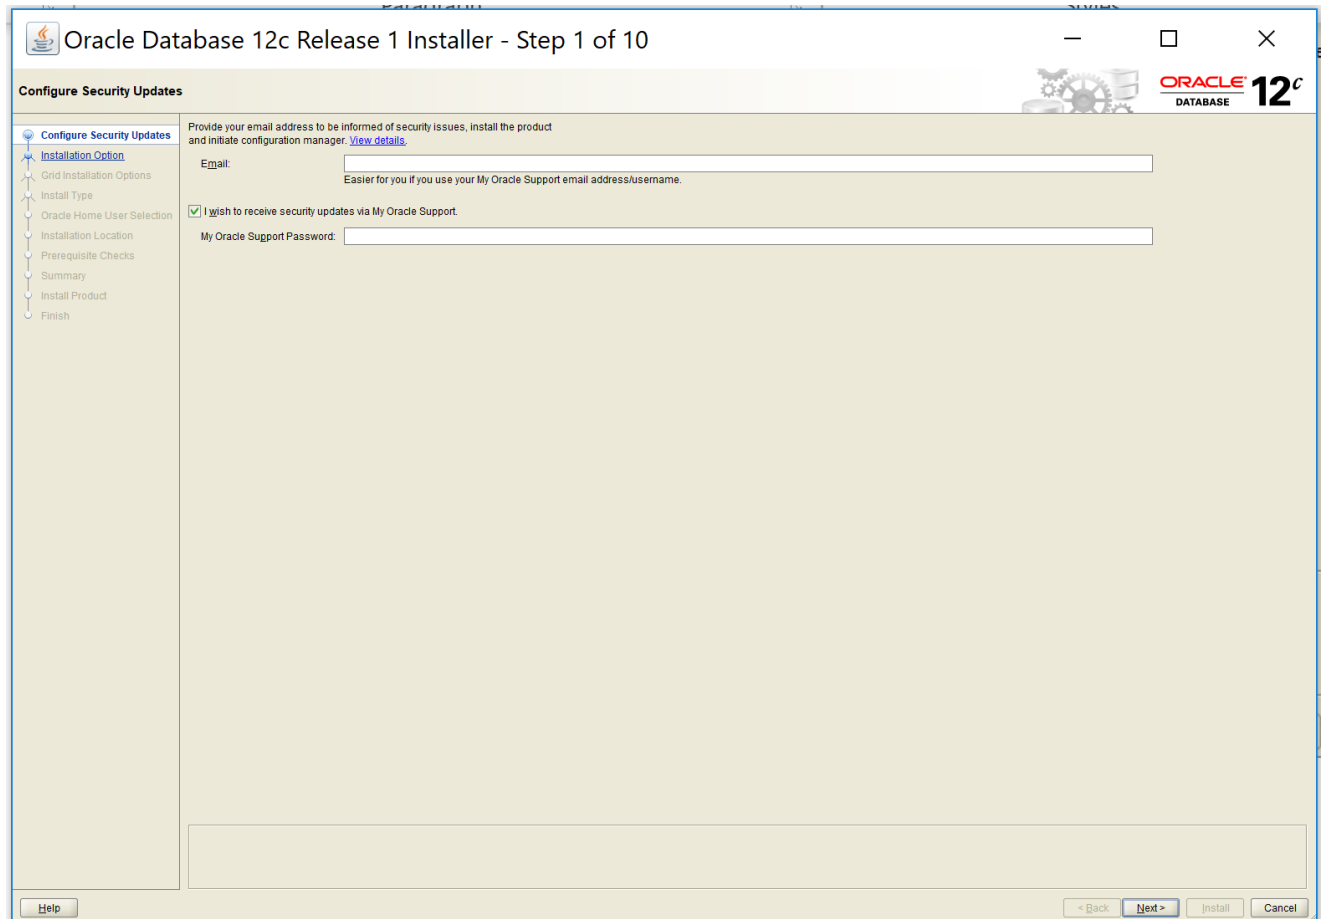 Paragraph
Styles
Oracle Database 12c Release 1 Installer - Step 1 of 10
Configure Security Updates
ORACLE
DATABASE
12c
Configure Security Updates
Installation Option
Grid Installation Options
Install Type
Oracle Home User Selection
Installation Location
Prerequisite Checks
Summary
Install Product
Finish
Provide your email address to be informed of security issues, install the product
and initiate configuration manager. View details.
Email:
Easier for you if you use your My Oracle Support email address/username.
I wish to receive security updates via My Oracle Support.
My Oracle Support Password:
Help
< Back
Next >
Install
Cancel